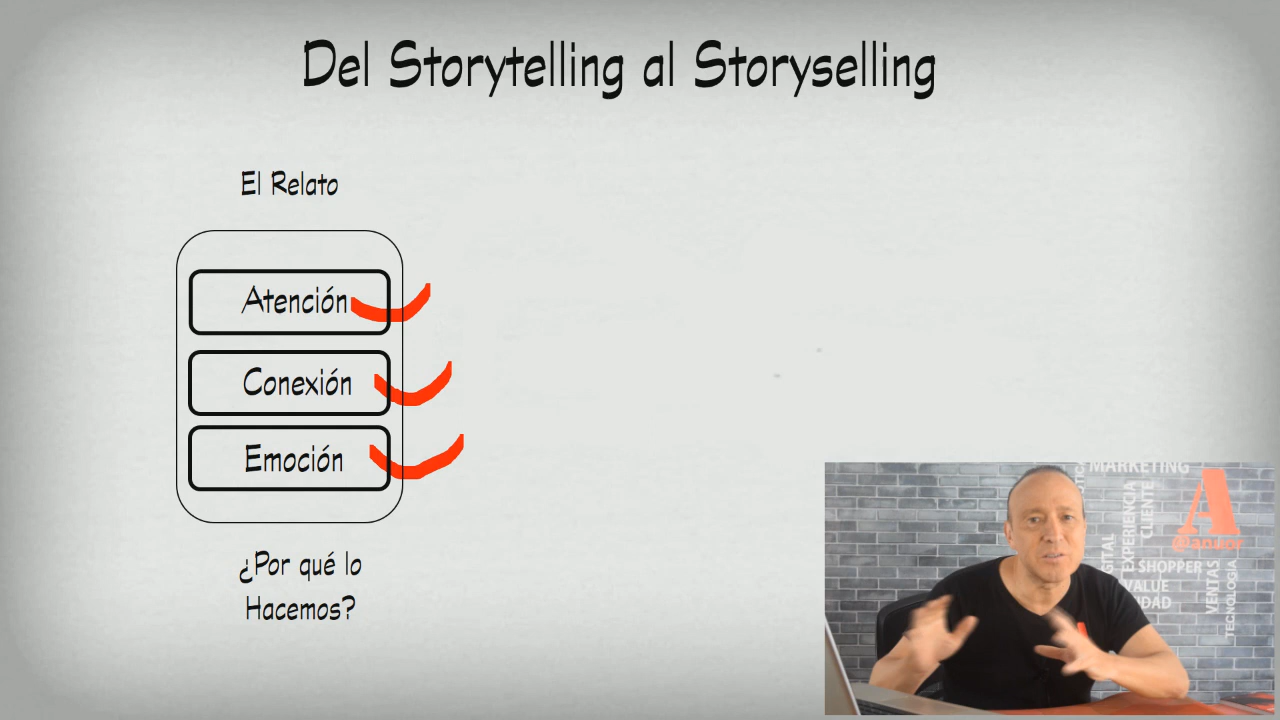 Del Storytelling al Storyselling
El Relato
Atención
Conexión
Emoción
¿Por qué lo
Hacemos?
MARKETING
EXPERIENCIA
CLIENTE
A
SHOPPER
VALUE
VENTAS
TECNOLOGÍA